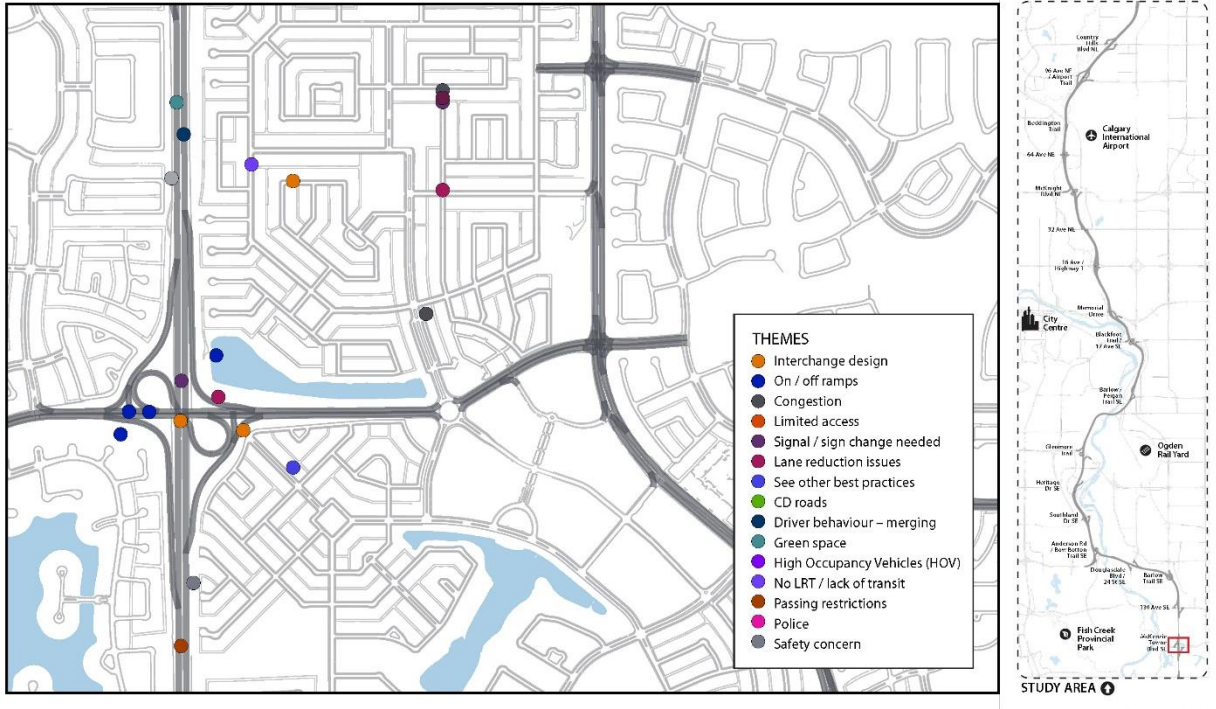 THEMES
Interchange design
On / off ramps
Congestion
Limited access
Signal / sign change needed
Lane reduction issues
See other best practices
CD roads
Driver behaviour – merging
Green space
High Occupancy Vehicles (HOV)
No LRT / lack of transit
Passing restrictions
Police
Safety concern
Country
Hills
Blvd NE
96 Ave NE
/ Airport
Trail
Beddington
Trail
Calgary
International
Airport
64 Ave NE
McKnight
Blvd NE
32 Ave NE
16 Ave /
Highway 1
Memorial
Drive
City
Centre
Blackfoot
17 Ave SE
Barlow /
Peigan
Trail SE
Glenmore
Trail
Ogden
Rail Yard
Heritage
Dr SE
Southland
Dr SE
Anderson Rd
/ Bow Bottom
Trail SE
Douglasdale
Blvd /
24 St SE
Barlow
Trail SE
130 Ave SE
Fish Creek
Provincial
Park
McKenzie
Towne
Blvd SE
STUDY AREA